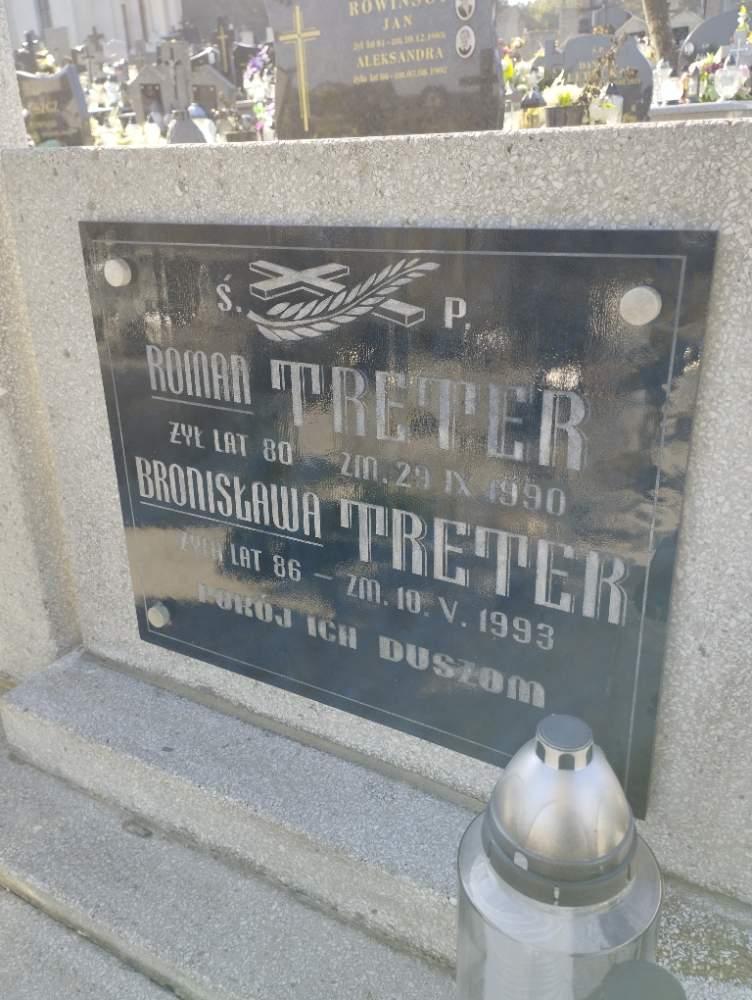 ROWIŃSCY
JAN
ALEKSANDRA
Ś. P.
ROMAN TRETER
ŻYŁ LAT 80 ZM. 29 IX 1990
BRONISŁAWA TRETER
ŻYŁA LAT 86 – ZM. 10. V. 1993
POKÓJ ICH DUSZOM